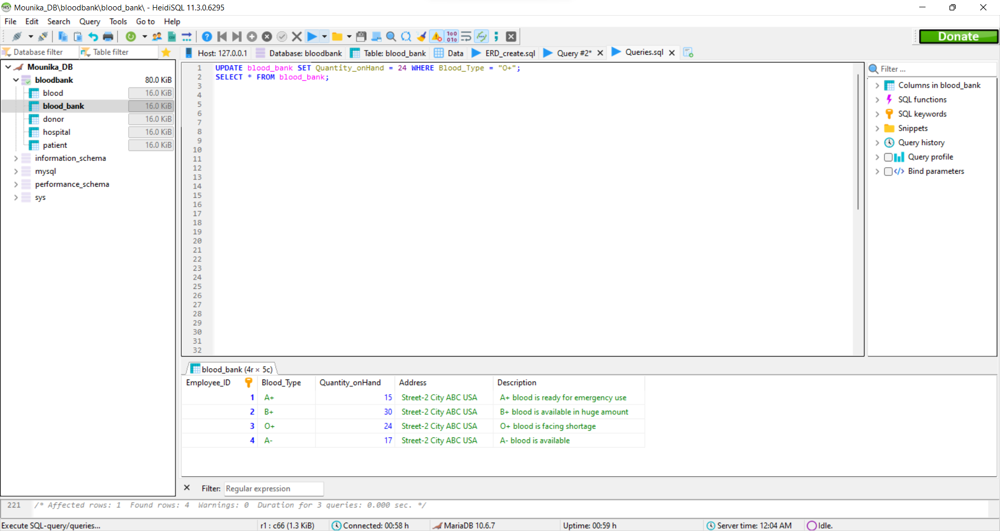 HS Mounika_DB\bloodbank\blood_bank\ - HeidiSQL 11.3.0.6295
File Edit Search Query Tools Go to Help
Donate
Database filter Table filter
Host: 127.0.0.1 Database: bloodbank Table: blood_bank Data ERD_create.sql Query #2* Queries.sql
Mounika_DB
bloodbank 80.0 KiB
blood 16.0 KiB
blood_bank 16.0 KiB
donor 16.0 KiB
hospital 16.0 KiB
patient 16.0 KiB
information_schema
mysql
performance_schema
sys
1 UPDATE blood_bank SET Quantity_onHand = 24 WHERE Blood_Type = "O+";
2 SELECT * FROM blood_bank;
3
4
5
6
7
8
9
10
11
12
13
14
15
16
17
18
19
20
21
22
23
24
25
26
27
28
29
30
31
32
Filter ...
Columns in blood_bank
SQL functions
SQL keywords
Snippets
Query history
Query profile
Bind parameters
blood_bank (4r × 5c)
Employee_ID Blood_Type Quantity_onHand Address Description
1 A+ 15 Street-2 City ABC USA A+ blood is ready for emergency use
2 B+ 30 Street-2 City ABC USA B+ blood is available in huge amount
3 O+ 24 Street-2 City ABC USA O+ blood is facing shortage
4 A- 17 Street-2 City ABC USA A- blood is available
Filter: Regular expression
221 /* Affected rows: 1 Found rows: 4 Warnings: 0 Duration for 3 queries: 0.000 sec. */
Execute SQL-query/queries... r1 : c66 (1.3 KiB) Connected: 00:58 h MariaDB 10.6.7 Uptime: 00:59 h Server time: 12:04 AM Idle.